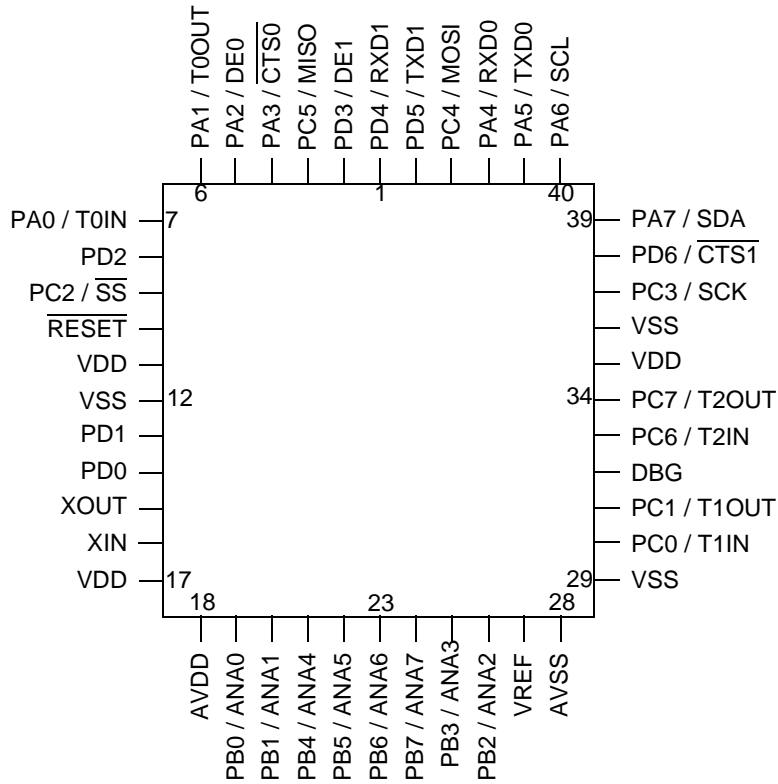 PA1 / T0OUT
PA2 / DE0
PA3 / C̅T̅S̅0̅
PC5 / MISO
PD3 / DE1
PD4 / RXD1
PD5 / TXD1
PC4 / MOSI
PA4 / RXD0
PA5 / TXD0
PA6 / SCL
6
1
40
PA0 / T0IN
7
PD2
PC2 / S̅S̅
R̅E̅S̅E̅T̅
VDD
VSS
12
PD1
PD0
XOUT
XIN
VDD
17
39
PA7 / SDA
PD6 / C̅T̅S̅1̅
PC3 / SCK
VSS
VDD
34
PC7 / T2OUT
PC6 / T2IN
DBG
PC1 / T1OUT
PC0 / T1IN
29
VSS
18
23
28
AVDD
PB0 / ANA0
PB1 / ANA1
PB4 / ANA4
PB5 / ANA5
PB6 / ANA6
PB7 / ANA7
PB3 / ANA3
PB2 / ANA2
VREF
AVSS